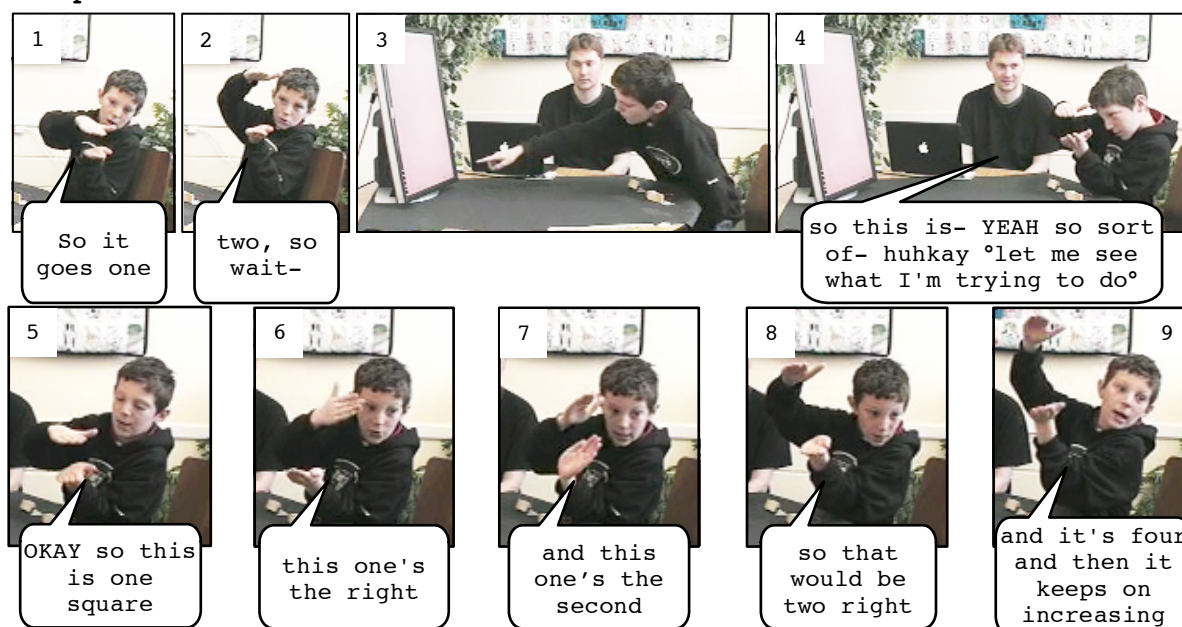 1
2
3
4
So it
goes one
two, so
wait-
so this is- YEAH so sort
of- huhkay °let me see
what I'm trying to do°
5
6
7
8
9
OKAY so this
is one
square
this one's
the right
and this
one’s the
second
so that
would be
two right
and it's four
and then it
keeps on
increasing